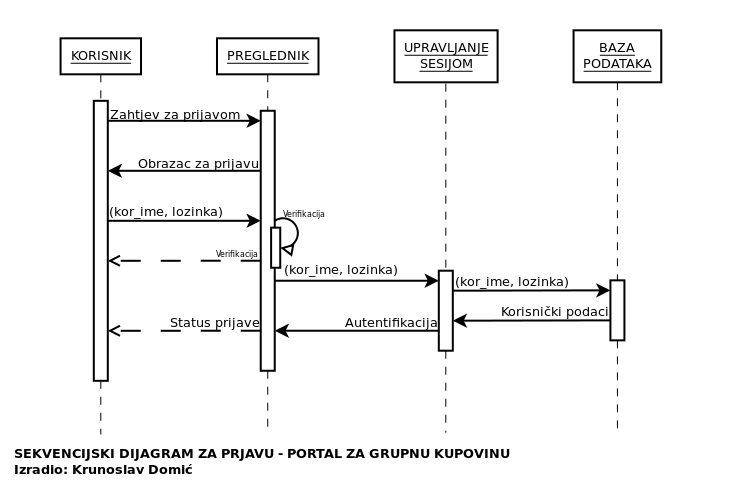 KORISNIK
PREGLEDNIK
UPRAVLJANJE
SESIJOM
BAZA
PODATAKA
Zahtjev za prijavom
Obrazac za prijavu
(kor_ime, lozinka)
Verifikacija
Verifikacija
(kor_ime, lozinka)
(kor_ime, lozinka)
Korisnički podaci
Status prijave
Autentifikacija
SEKVENCIJSKI DIJAGRAM ZA PRJAVU - PORTAL ZA GRUPNU KUPOVINU
Izradio: Krunoslav Domić